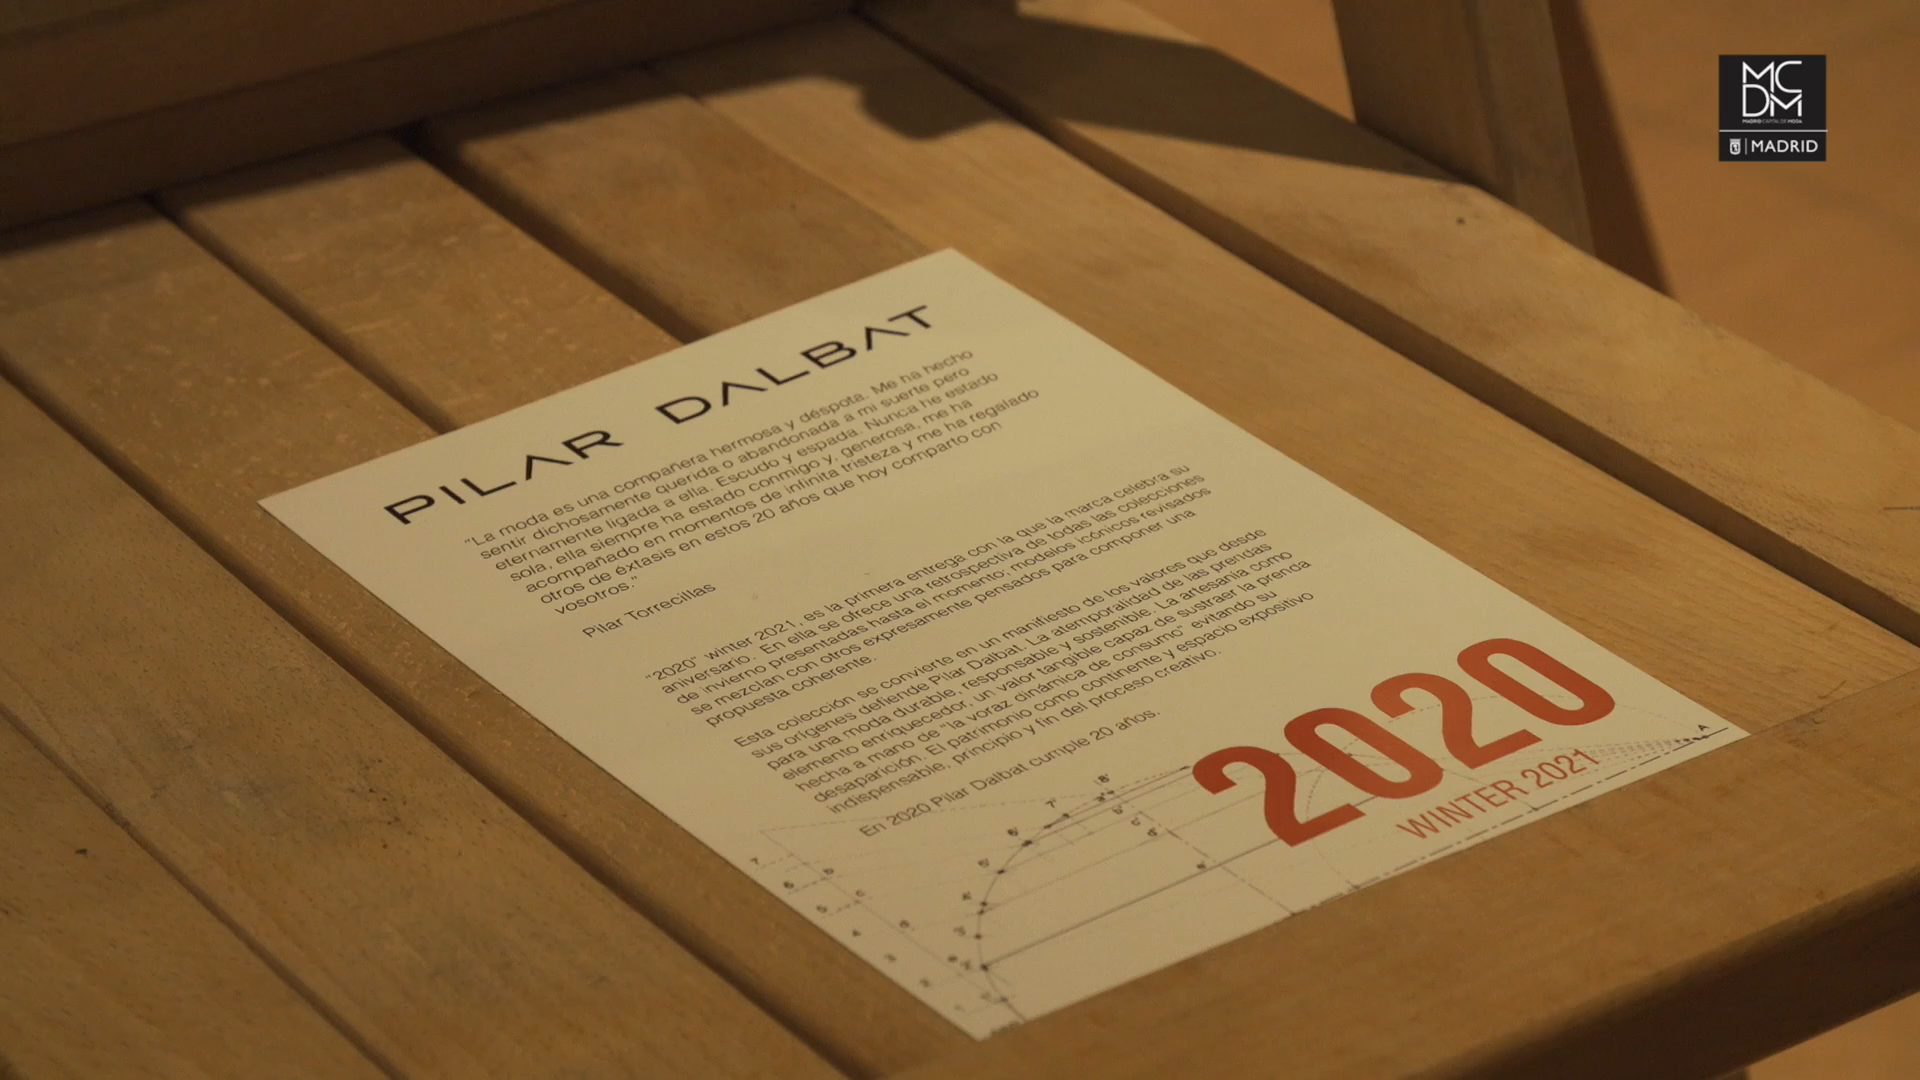 PILAR DALBAT
“La moda es una compañera hermosa y déspota. Me ha hecho
sentir dichosamente querida o abandonada a mi suerte pero
eternamente ligada a ella. Escudo y espada. Nunca he estado
sola, ella siempre ha estado conmigo y, generosa, me ha
acompañado en momentos de infinita tristeza y me ha regalado
otros de éxtasis en estos 20 años que hoy comparto con
vosotros.”
Pilar Torrecillas
“2020” winter 2021, es la primera entrega con la que la marca celebra su
aniversario. En ella se ofrece una retrospectiva de todas las colecciones
de invierno presentadas hasta el momento; modelos icónicos revisados
se mezclan con otros expresamente pensados para componer una
propuesta coherente.
Esta colección se convierte en un manifiesto de los valores que desde
sus orígenes defiende Pilar Dalbat. La atemporalidad de las prendas
para una moda durable, responsable y sostenible. La artesanía como
elemento enriquecedor, un valor tangible capaz de sustraer la prenda
hecha a mano de “la voraz dinámica de consumo” evitando su
desaparición. El patrimonio como continente y espacio expositivo
indispensable, principio y fin del proceso creativo.
En 2020 Pilar Dalbat cumple 20 años.
2020
WINTER 2021
A
MCDM
MADRID CAPITAL DE MODA
MADRID